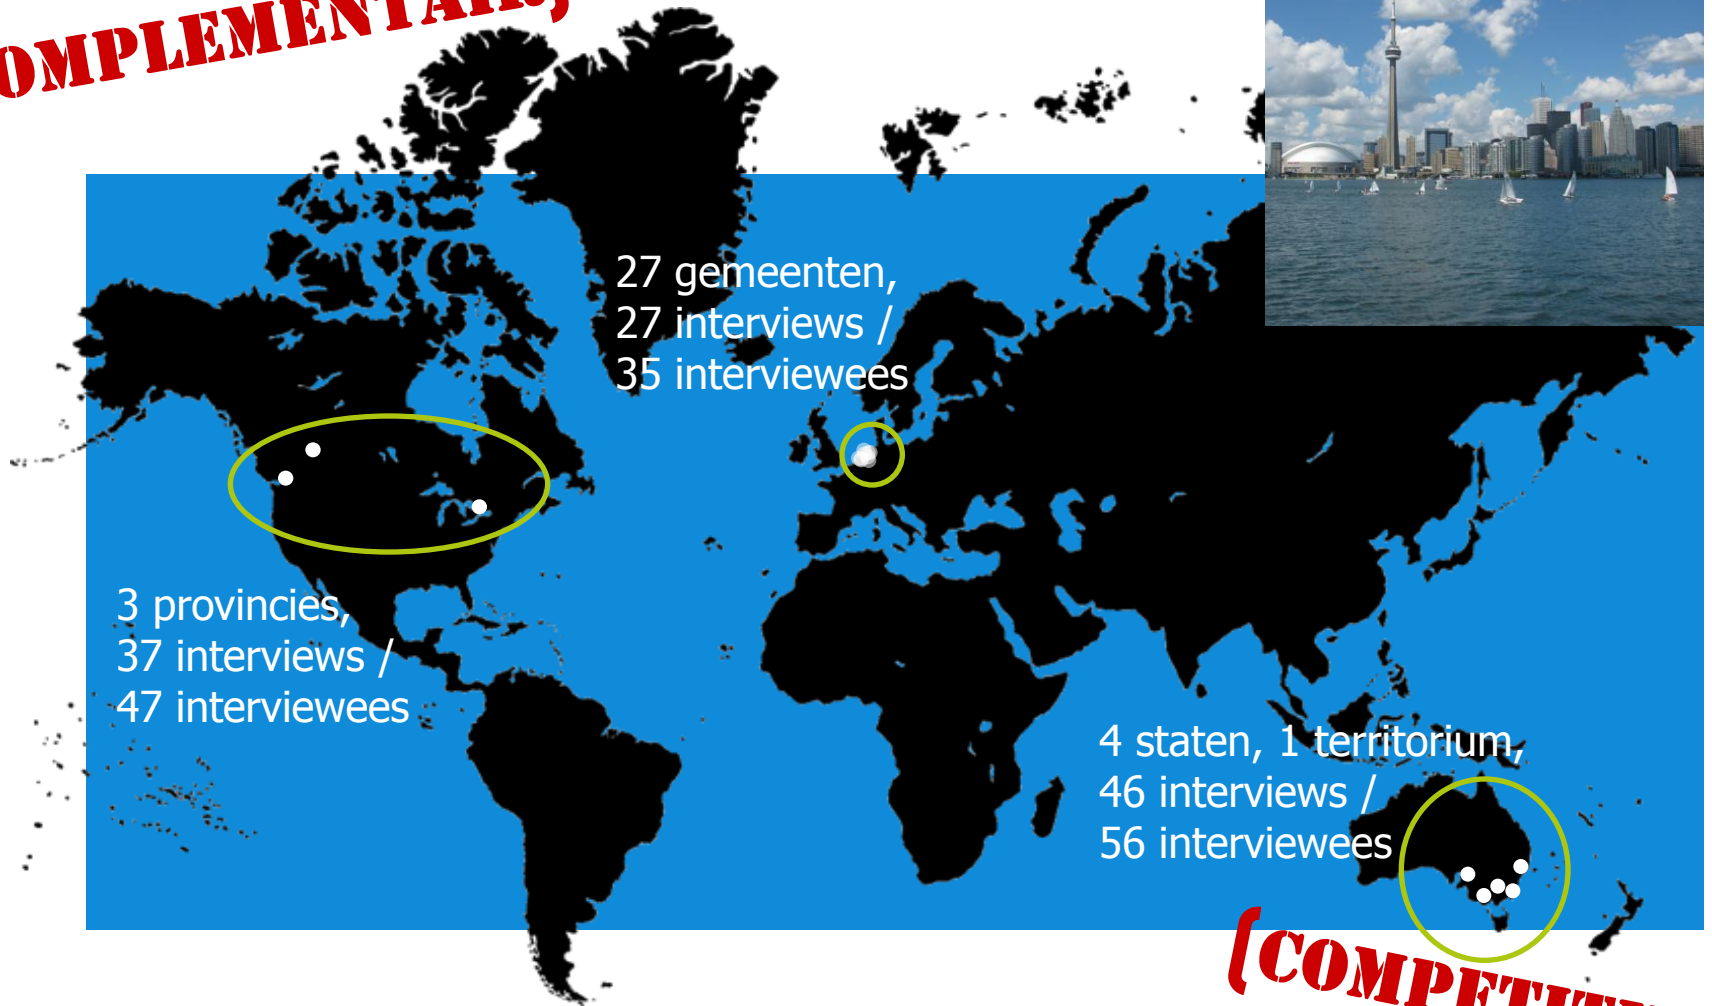 OMPLEMENTAIR)
27 gemeenten,
27 interviews /
35 interviewees
3 provincies,
37 interviews /
47 interviewees
4 staten, 1 territorium,
46 interviews /
56 interviewees
(COMPETITI